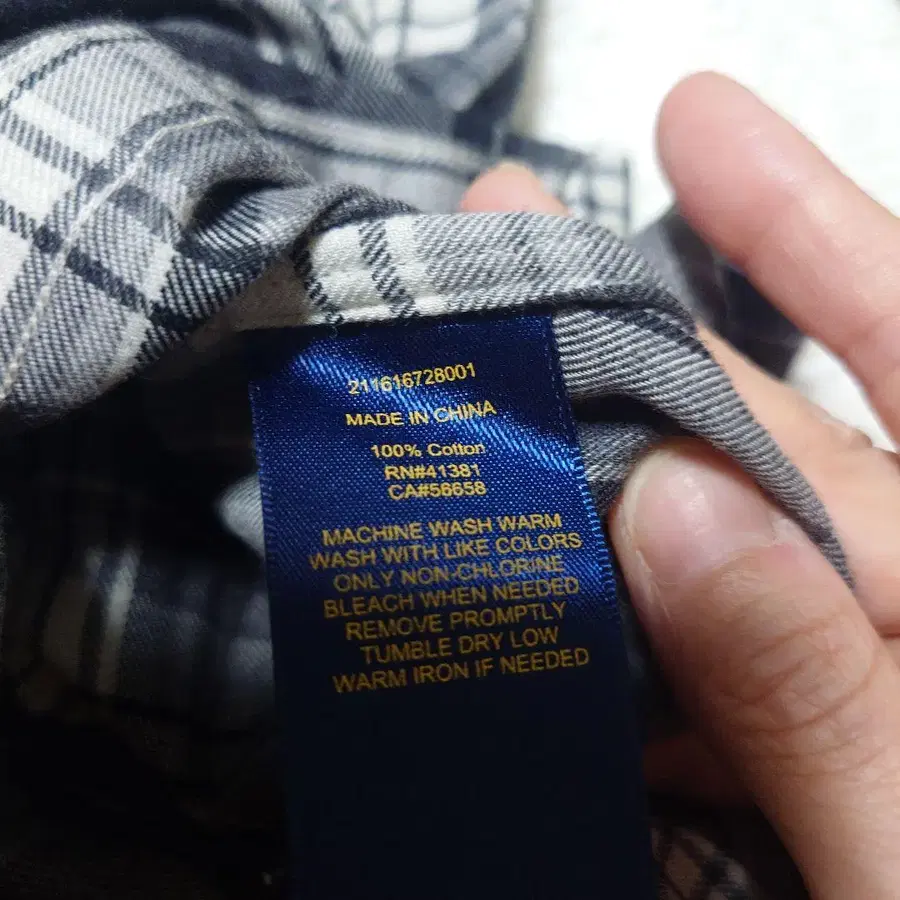 211616728001
MADE IN CHINA
100% Cotton
RN#41381
CA#56658
MACHINE WASH WARM
WASH WITH LIKE COLORS
ONLY NON-CHLORINE
BLEACH WHEN NEEDED
REMOVE PROMPTLY
TUMBLE DRY LOW
WARM IRON IF NEEDED